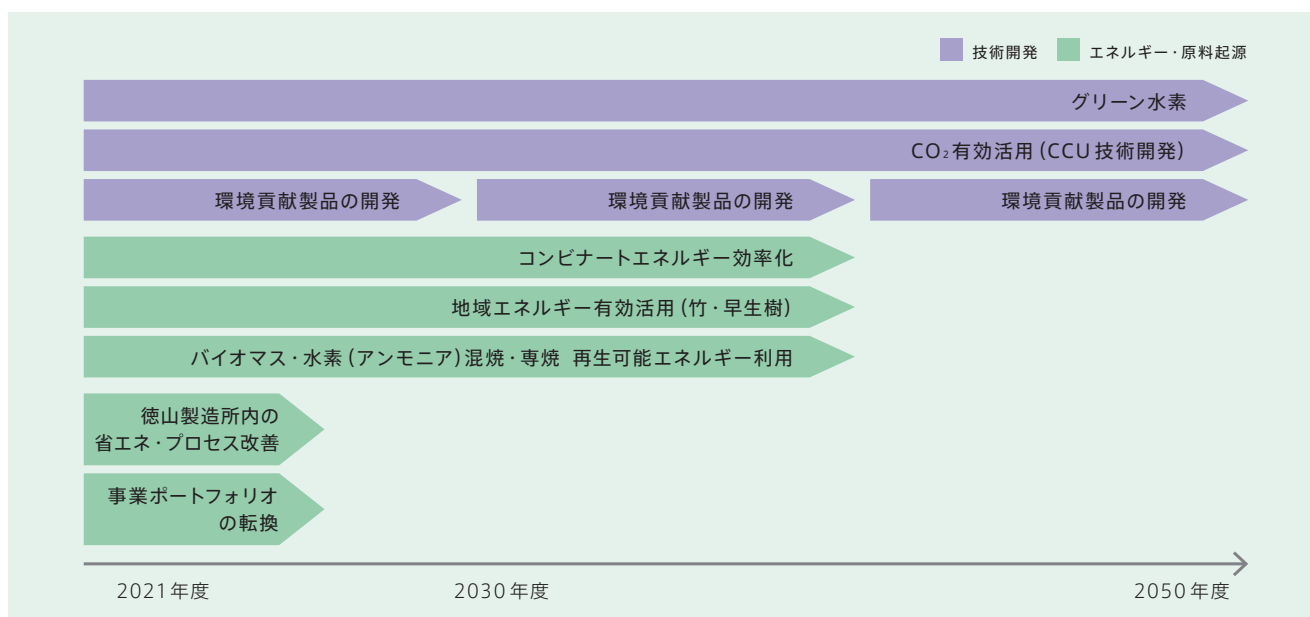 技術開発 エネルギー・原料起源
グリーン水素
CO₂有効活用（CCU技術開発）
環境貢献製品の開発 環境貢献製品の開発 環境貢献製品の開発
コンビナートエネルギー効率化
地域エネルギー有効活用（竹・早生樹）
バイオマス・水素（アンモニア）混焼・専焼 再生可能エネルギー利用
徳山製造所内の
省エネ・プロセス改善
事業ポートフォリオ
の転換
2021年度 2030年度 2050年度